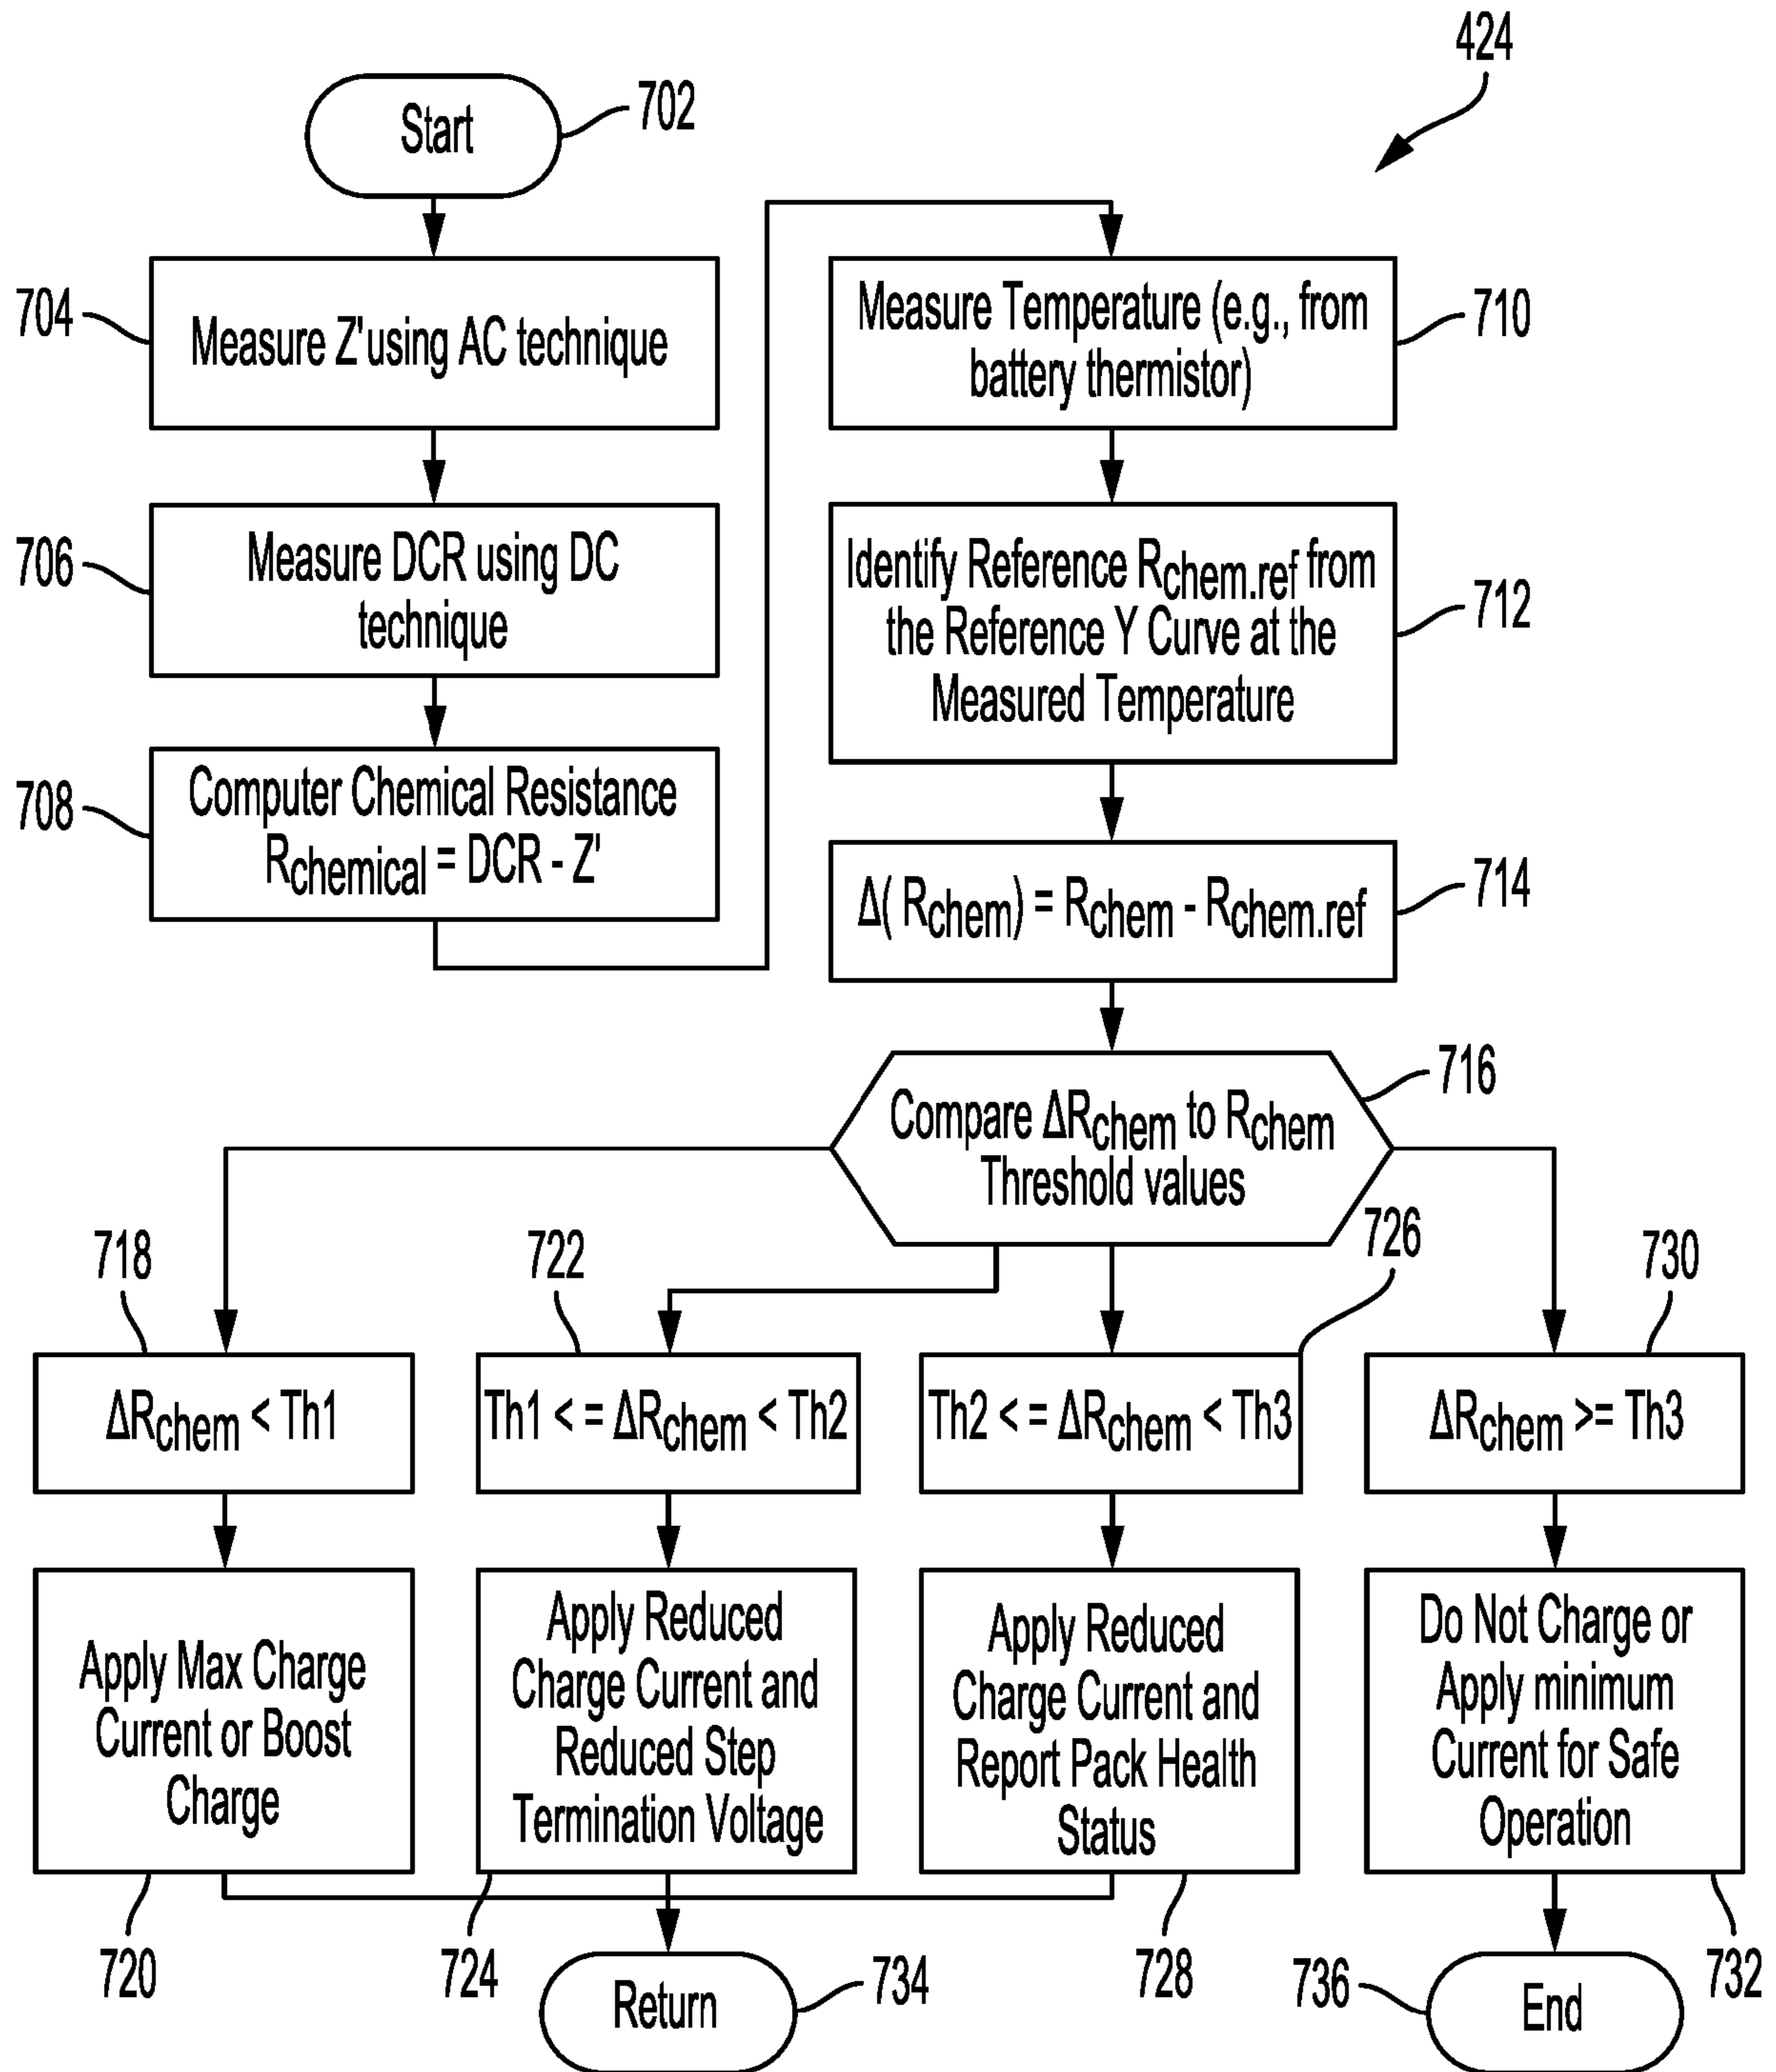 424
Start
702
704
Measure Z' using AC technique
706
Measure DCR using DC
technique
708
Computer Chemical Resistance
Rchemical = DCR - Z'
Measure Temperature (e.g., from
battery thermistor)
710
Identify Reference Rchem.ref from
the Reference Y Curve at the
Measured Temperature
712
Δ( Rchem) = Rchem - Rchem.ref
714
Compare ΔRchem to Rchem
Threshold values
716
718
722
726
730
ΔRchem < Th1
Th1 < = ΔRchem < Th2
Th2 < = ΔRchem < Th3
ΔRchem >= Th3
Apply Max Charge
Current or Boost
Charge
Apply Reduced
Charge Current and
Reduced Step
Termination Voltage
Apply Reduced
Charge Current and
Report Pack Health
Status
Do Not Charge or
Apply minimum
Current for Safe
Operation
720
724
728
732
Return
734
736
End